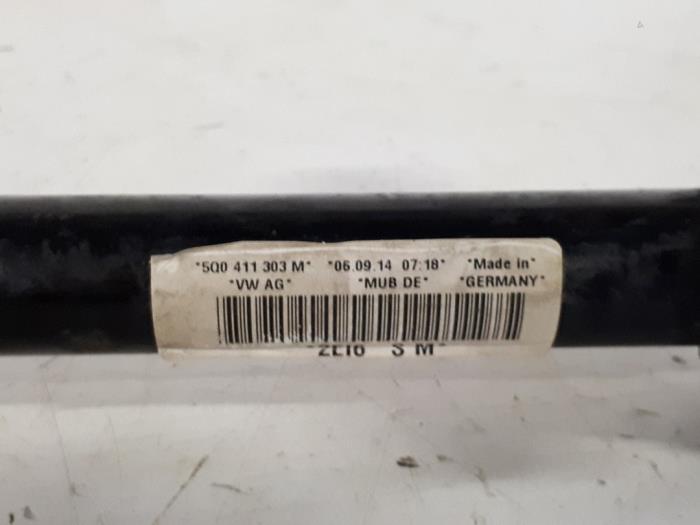 *5Q0 411 303 M* *06.09.14 07:18* *Made in*
*VW AG* *MUB DE* *GERMANY*